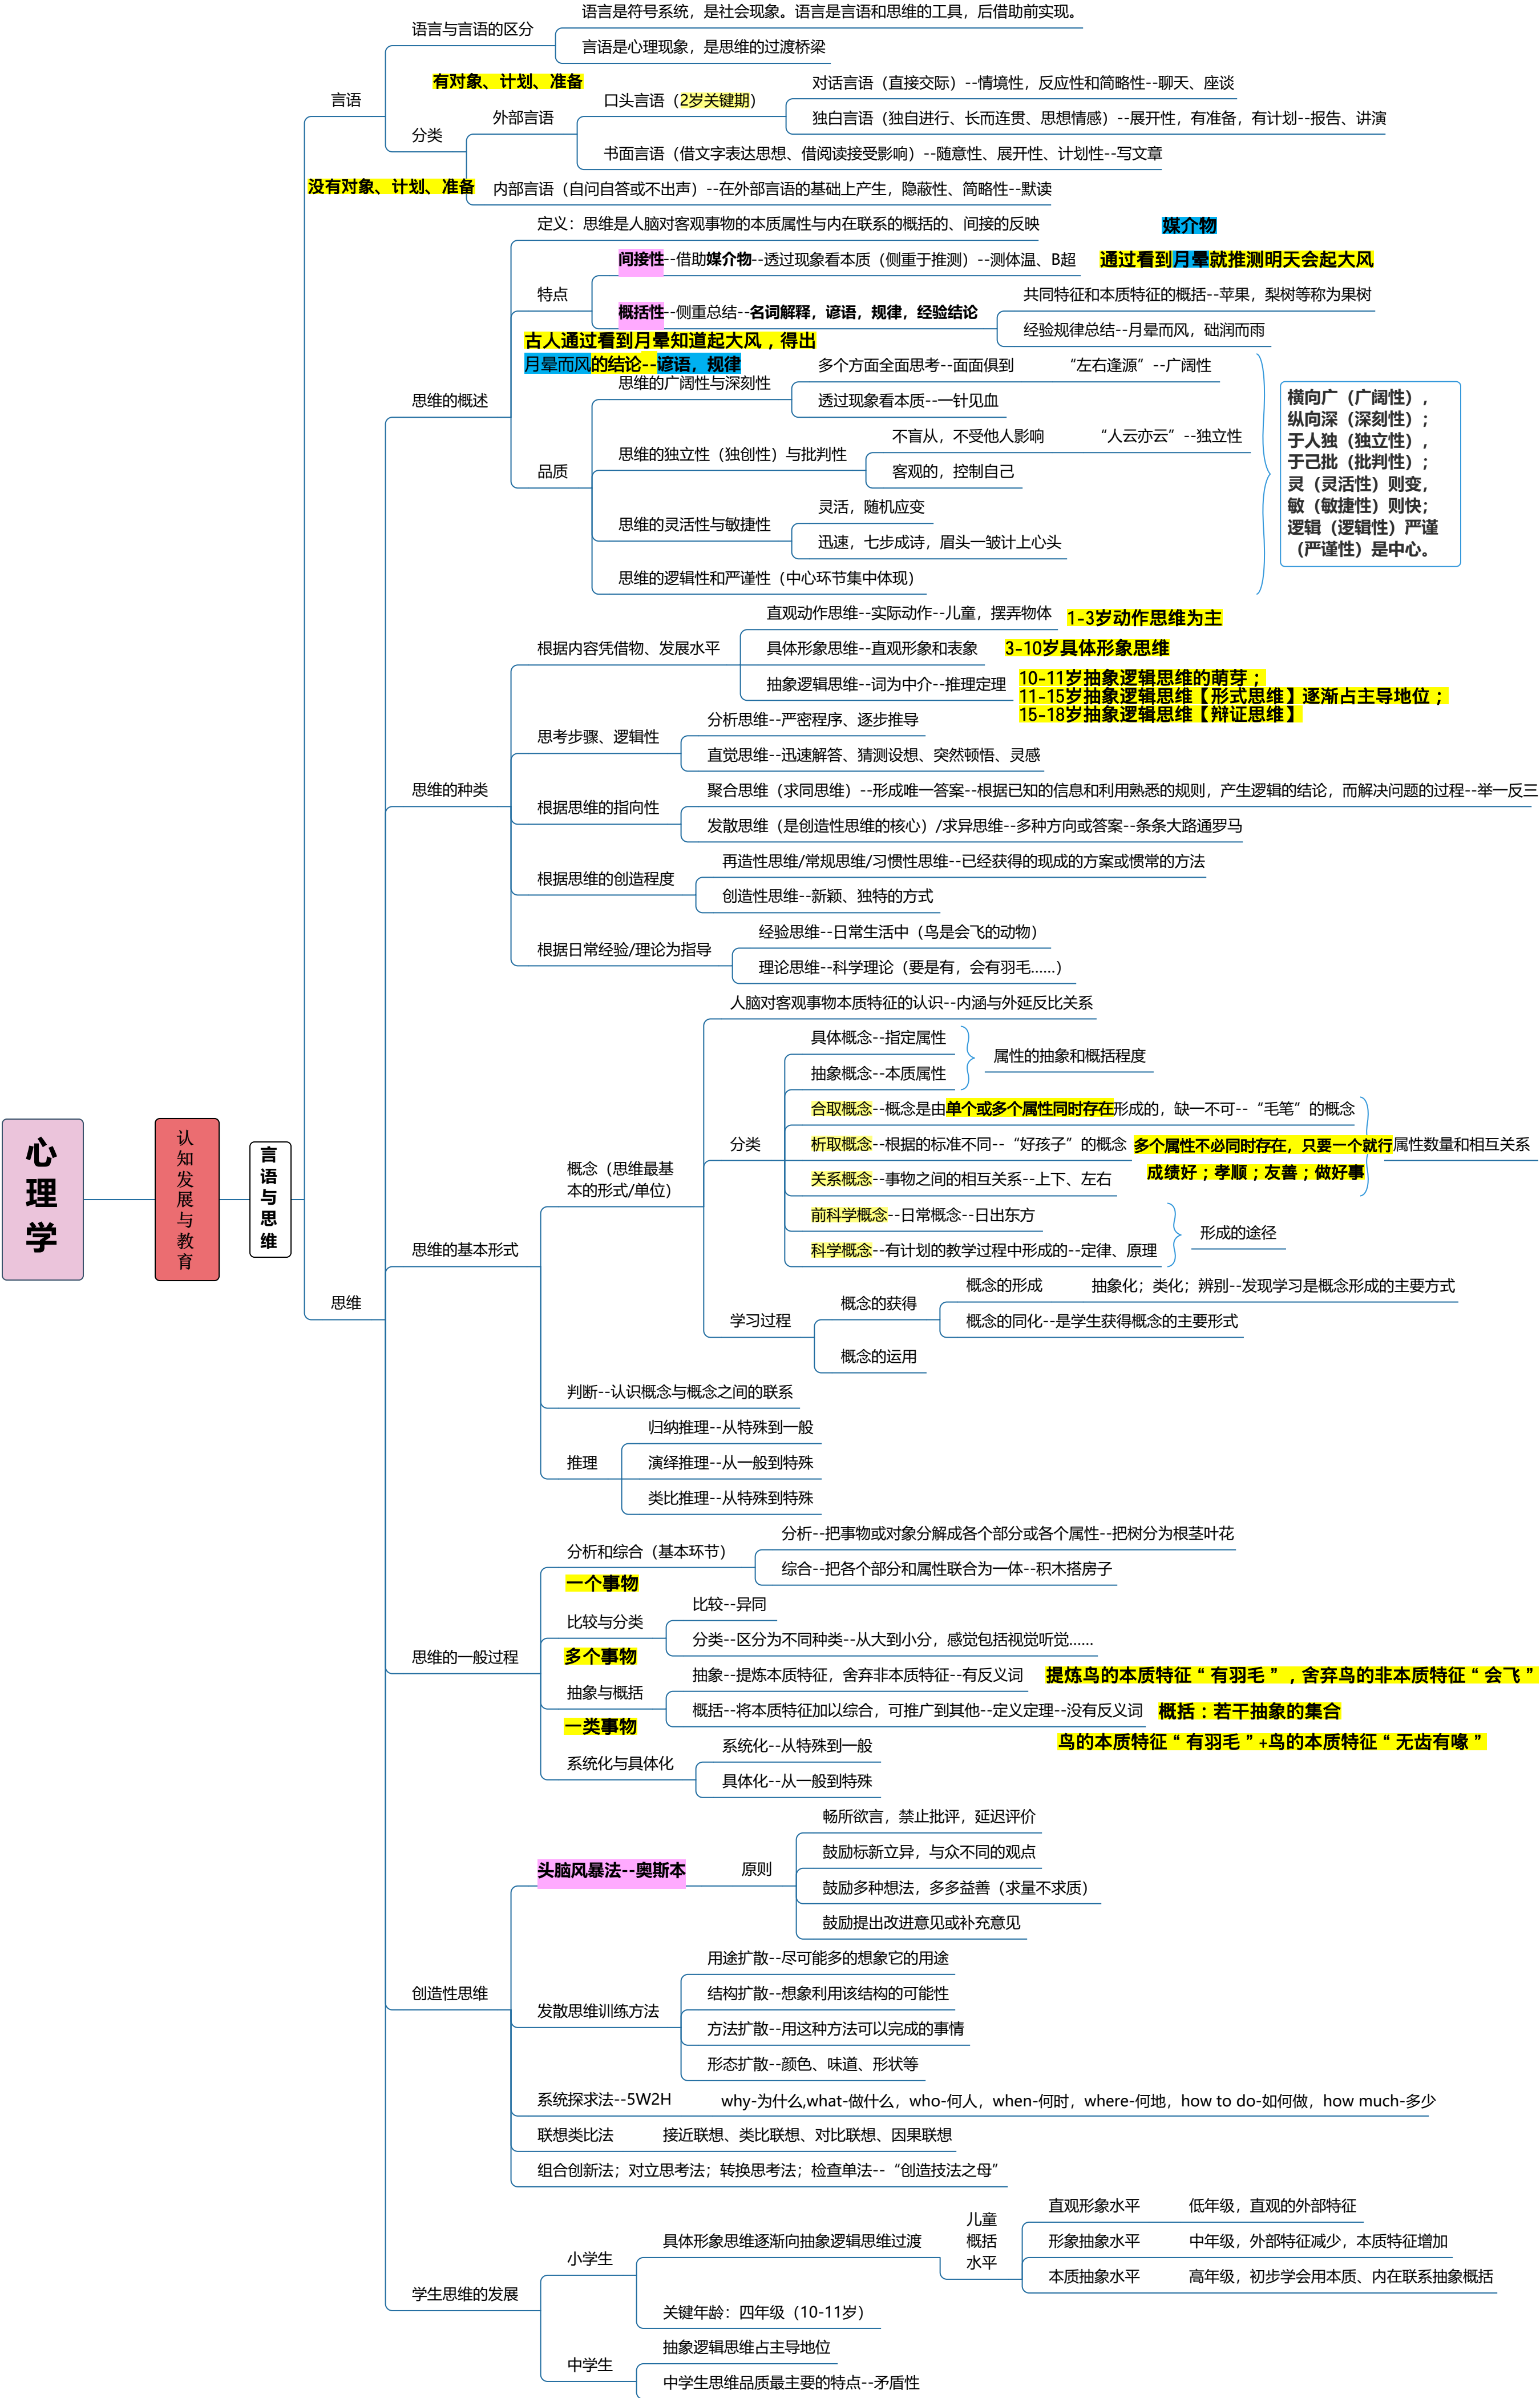 语言是符号系统，是社会现象。语言是言语和思维的工具，后借助前实现。
语言与言语的区分
言语是心理现象，是思维的过渡桥梁
有对象、计划、准备
言语
对话言语（直接交际）--情境性，反应性和简略性--聊天、座谈
口头言语（2岁关键期）
外部言语
独白言语（独自进行、长而连贯、思想情感）--展开性，有准备，有计划--报告、讲演
分类
书面言语（借文字表达思想、借阅读接受影响）--随意性、展开性、计划性--写文章
没有对象、计划、准备
内部言语（自问自答或不出声）--在外部言语的基础上产生，隐蔽性、简略性--默读
定义：思维是人脑对客观事物的本质属性与内在联系的概括的、间接的反映
媒介物
间接性--借助媒介物--透过现象看本质（侧重于推测）--测体温、B超
通过看到月晕就推测明天会起大风
特点
共同特征和本质特征的概括--苹果，梨树等称为果树
概括性--侧重总结--名词解释，谚语，规律，经验结论
经验规律总结--月晕而风，础润而雨
古人通过看到月晕知道起大风，得出
月晕而风的结论--谚语，规律
多个方面全面思考--面面俱到
“左右逢源”--广阔性
思维的广阔性与深刻性
透过现象看本质--一针见血
思维的概述
不盲从，不受他人影响
“人云亦云”--独立性
思维的独立性（独创性）与批判性
客观的，控制自己
品质
灵活，随机应变
思维的灵活性与敏捷性
迅速，七步成诗，眉头一皱计上心头
思维的逻辑性和严谨性（中心环节集中体现）
横向广（广阔性），
纵向深（深刻性）；
于人独（独立性），
于己批（批判性）；
灵（灵活性）则变，
敏（敏捷性）则快；
逻辑（逻辑性）严谨
（严谨性）是中心。
直观动作思维--实际动作--儿童，摆弄物体
1-3岁动作思维为主
根据内容凭借物、发展水平
具体形象思维--直观形象和表象
3-10岁具体形象思维
抽象逻辑思维--词为中介--推理定理
10-11岁抽象逻辑思维的萌芽；
11-15岁抽象逻辑思维【形式思维】逐渐占主导地位；
15-18岁抽象逻辑思维【辩证思维】
分析思维--严密程序、逐步推导
思考步骤、逻辑性
直觉思维--迅速解答、猜测设想、突然顿悟、灵感
思维的种类
聚合思维（求同思维）--形成唯一答案--根据已知的信息和利用熟悉的规则，产生逻辑的结论，而解决问题的过程--举一反三
根据思维的指向性
发散思维（是创造性思维的核心）/求异思维--多种方向或答案--条条大路通罗马
再造性思维/常规思维/习惯性思维--已经获得的现成的方案或惯常的方法
根据思维的创造程度
创造性思维--新颖、独特的方式
经验思维--日常生活中（鸟是会飞的动物）
根据日常经验/理论为指导
理论思维--科学理论（要是有，会有羽毛……）
人脑对客观事物本质特征的认识--内涵与外延反比关系
具体概念--指定属性
属性的抽象和概括程度
抽象概念--本质属性
合取概念--概念是由单个或多个属性同时存在形成的，缺一不可--“毛笔”的概念
分类
析取概念--根据的标准不同--“好孩子”的概念
多个属性不必同时存在，只要一个就行
属性数量和相互关系
成绩好；孝顺；友善；做好事
关系概念--事物之间的相互关系--上下、左右
概念（思维最基
本的形式/单位）
前科学概念--日常概念--日出东方
形成的途径
科学概念--有计划的教学过程中形成的--定律、原理
思维的基本形式
概念的形成
抽象化；类化；辨别--发现学习是概念形成的主要方式
概念的获得
学习过程
概念的同化--是学生获得概念的主要形式
概念的运用
心
理
学
认
知
发
展
与
教
育
言
语
与
思
维
思维
判断--认识概念与概念之间的联系
归纳推理--从特殊到一般
推理
演绎推理--从一般到特殊
类比推理--从特殊到特殊
分析--把事物或对象分解成各个部分或各个属性--把树分为根茎叶花
分析和综合（基本环节）
综合--把各个部分和属性联合为一体--积木搭房子
一个事物
比较--异同
比较与分类
分类--区分为不同种类--从大到小分，感觉包括视觉听觉……
多个事物
思维的一般过程
抽象--提炼本质特征，舍弃非本质特征--有反义词
提炼鸟的本质特征“有羽毛”，舍弃鸟的非本质特征“会飞”
抽象与概括
概括--将本质特征加以综合，可推广到其他--定义定理--没有反义词
概括：若干抽象的集合
一类事物
鸟的本质特征“有羽毛”+鸟的本质特征“无齿有喙”
系统化--从特殊到一般
系统化与具体化
具体化--从一般到特殊
畅所欲言，禁止批评，延迟评价
鼓励标新立异，与众不同的观点
头脑风暴法--奥斯本
原则
鼓励多种想法，多多益善（求量不求质）
鼓励提出改进意见或补充意见
用途扩散--尽可能多的想象它的用途
结构扩散--想象利用该结构的可能性
创造性思维
发散思维训练方法
方法扩散--用这种方法可以完成的事情
形态扩散--颜色、味道、形状等
系统探求法--5W2H
why-为什么,what-做什么，who-何人，when-何时，where-何地，how to do-如何做，how much-多少
联想类比法
接近联想、类比联想、对比联想、因果联想
组合创新法；对立思考法；转换思考法；检查单法--“创造技法之母”
直观形象水平
低年级，直观的外部特征
儿童
概括
水平
具体形象思维逐渐向抽象逻辑思维过渡
形象抽象水平
中年级，外部特征减少，本质特征增加
小学生
本质抽象水平
高年级，初步学会用本质、内在联系抽象概括
学生思维的发展
关键年龄：四年级（10-11岁）
抽象逻辑思维占主导地位
中学生
中学生思维品质最主要的特点--矛盾性